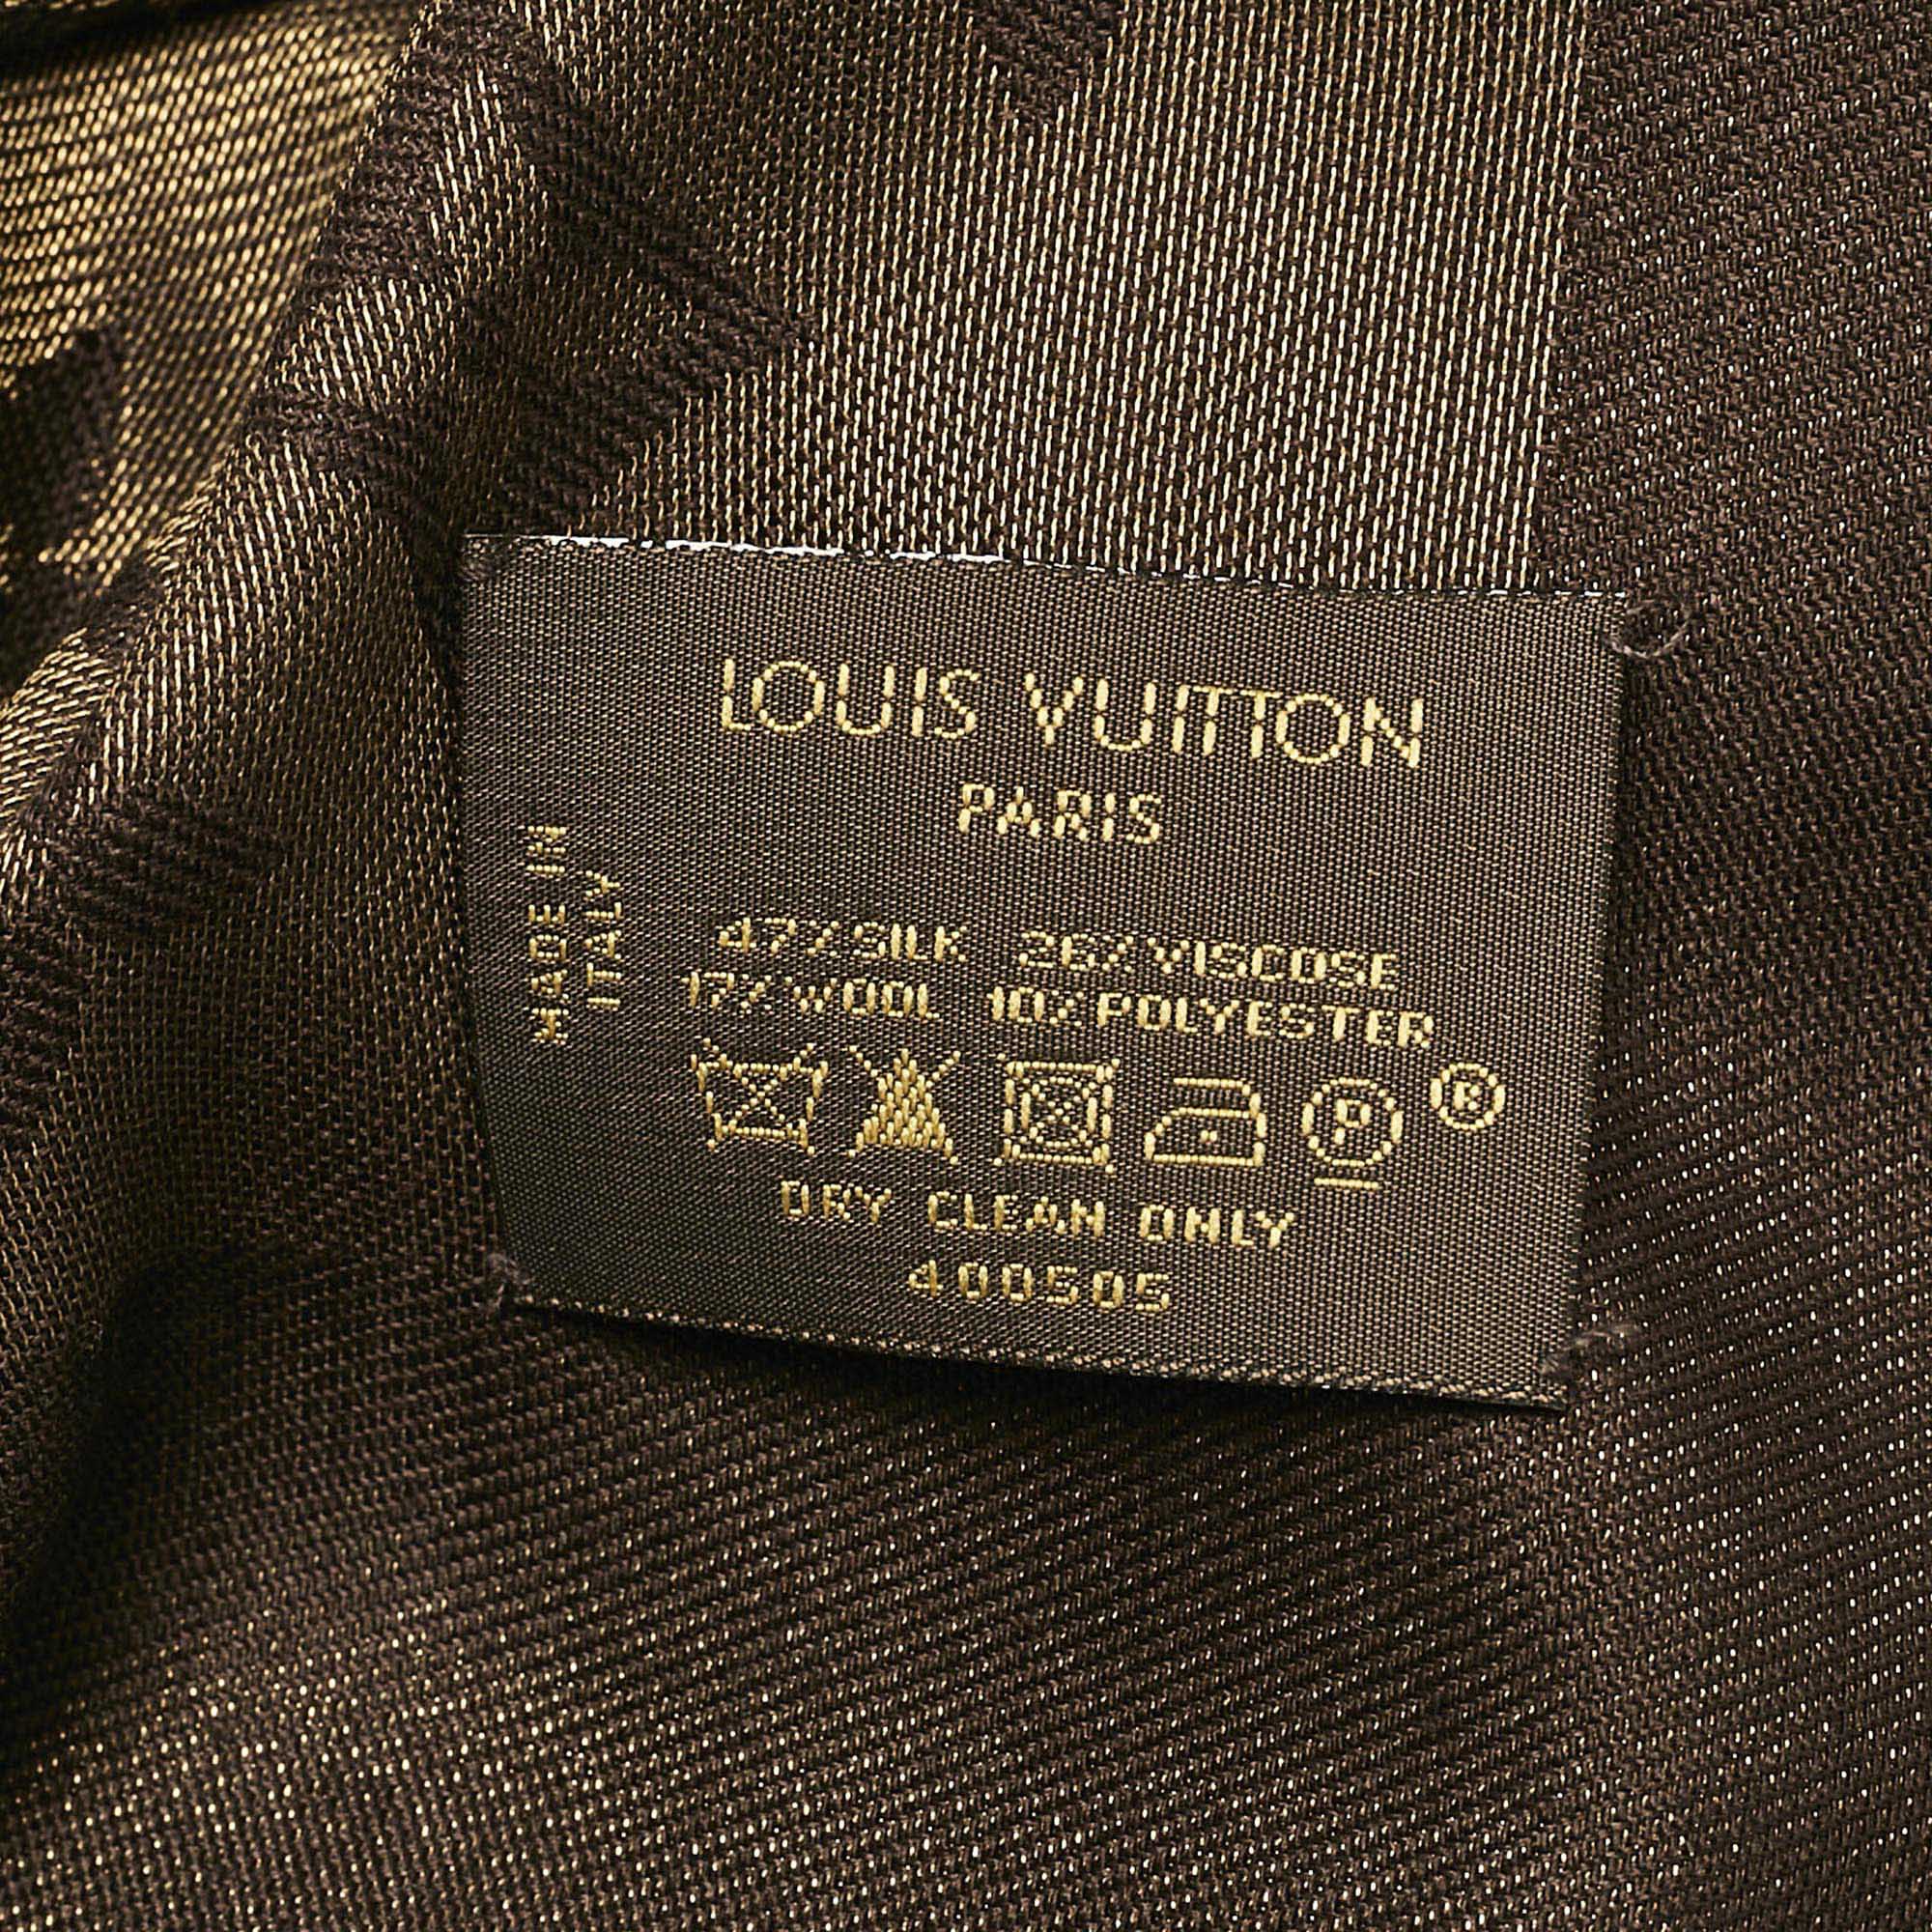 LOUIS VUITTON
PARIS
MADE IN
ITALY
47% SILK 26% VISCOSE
17% WOOL 10% POLYESTER
P ®
DRY CLEAN ONLY
400505